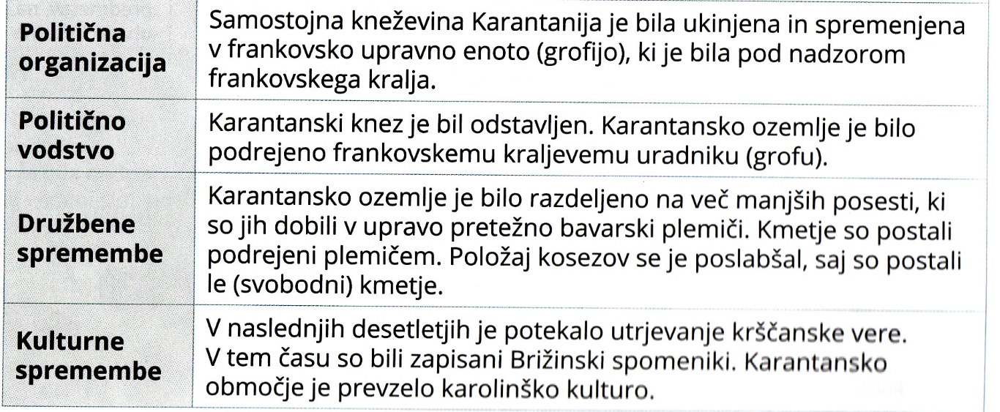 Politična
organizacija
Samostojna kneževina Karantanija je bila ukinjena in spremenjena
v frankovsko upravno enoto (grofijo), ki je bila pod nadzorom
frankovskega kralja.
Politično
vodstvo
Karantanski knez je bil odstavljen. Karantansko ozemlje je bilo
podrejeno frankovskemu kraljevemu uradniku (grofu).
Družbene
spremembe
Karantansko ozemlje je bilo razdeljeno na več manjših posesti, ki
so jih dobili v upravo pretežno bavarski plemiči. Kmetje so postali
podrejeni plemičem. Položaj kosezov se je poslabšal, saj so postali
le (svobodni) kmetje.
Kulturne
spremembe
V naslednjih desetletjih je potekalo utrjevanje krščanske vere.
V tem času so bili zapisani Brižinski spomeniki. Karantansko
območje je prevzelo karolinško kulturo.